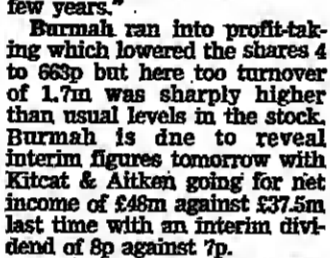 few years."
Burmah ran into profit-tak-
ing which lowered the shares 4
to 663p but here too turnover
of 1.7m was sharply higher
than usual levels in the stock.
Burmah is dne to reveal
interim figures tomorrow with
Kitcat & Aitken going for net
income of £48m against £37.5m
last time with an interim divi-
dend of 8p against 7p.